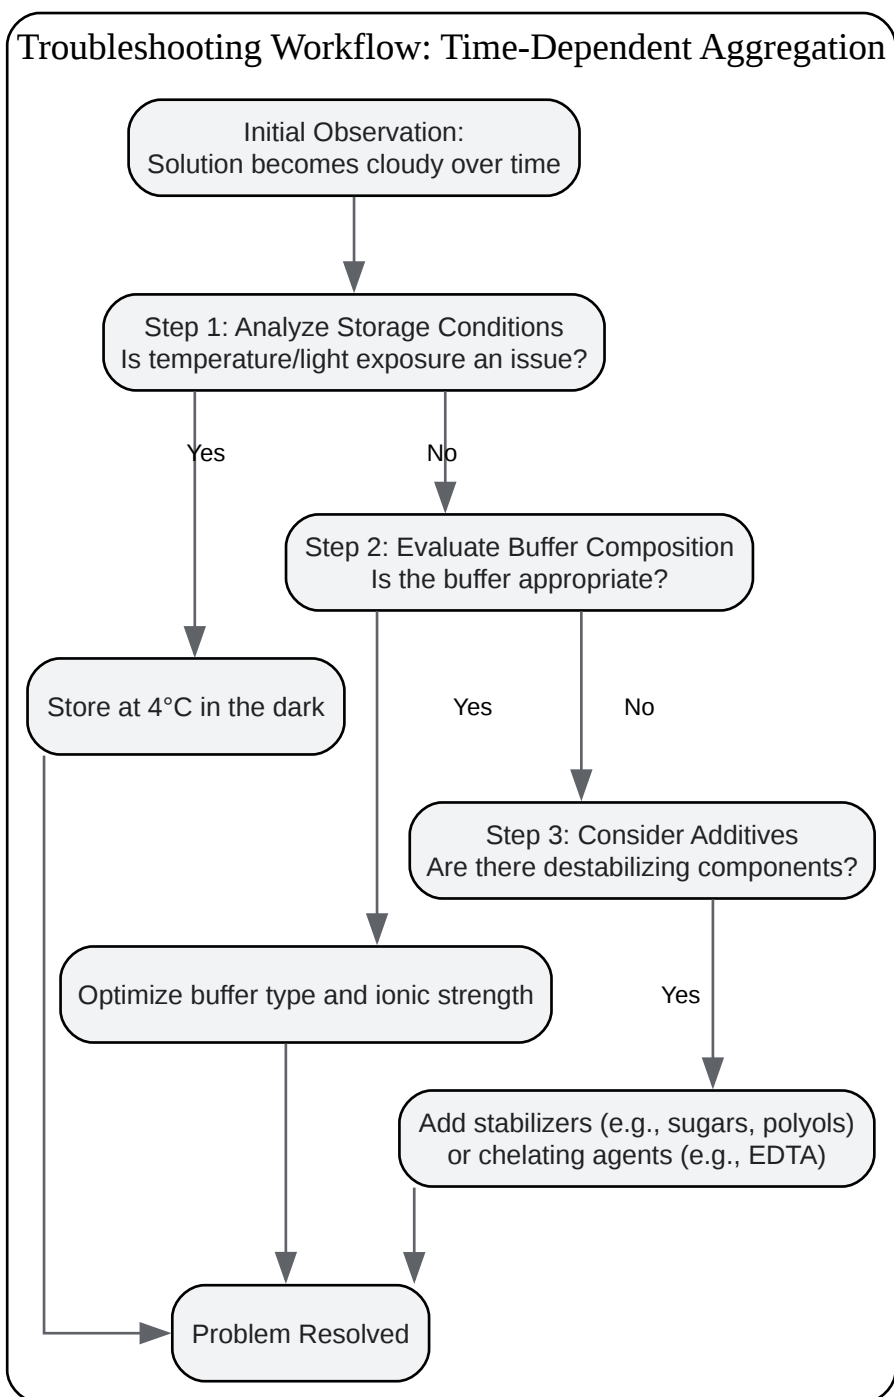 Troubleshooting Workflow: Time-Dependent Aggregation
Initial Observation:
Solution becomes cloudy over time
Step 1: Analyze Storage Conditions
Is temperature/light exposure an issue?
Yes
No
Step 2: Evaluate Buffer Composition
Is the buffer appropriate?
Store at 4°C in the dark
Yes
No
Step 3: Consider Additives
Are there destabilizing components?
Optimize buffer type and ionic strength
Yes
Add stabilizers (e.g., sugars, polyols)
or chelating agents (e.g., EDTA)
Problem Resolved